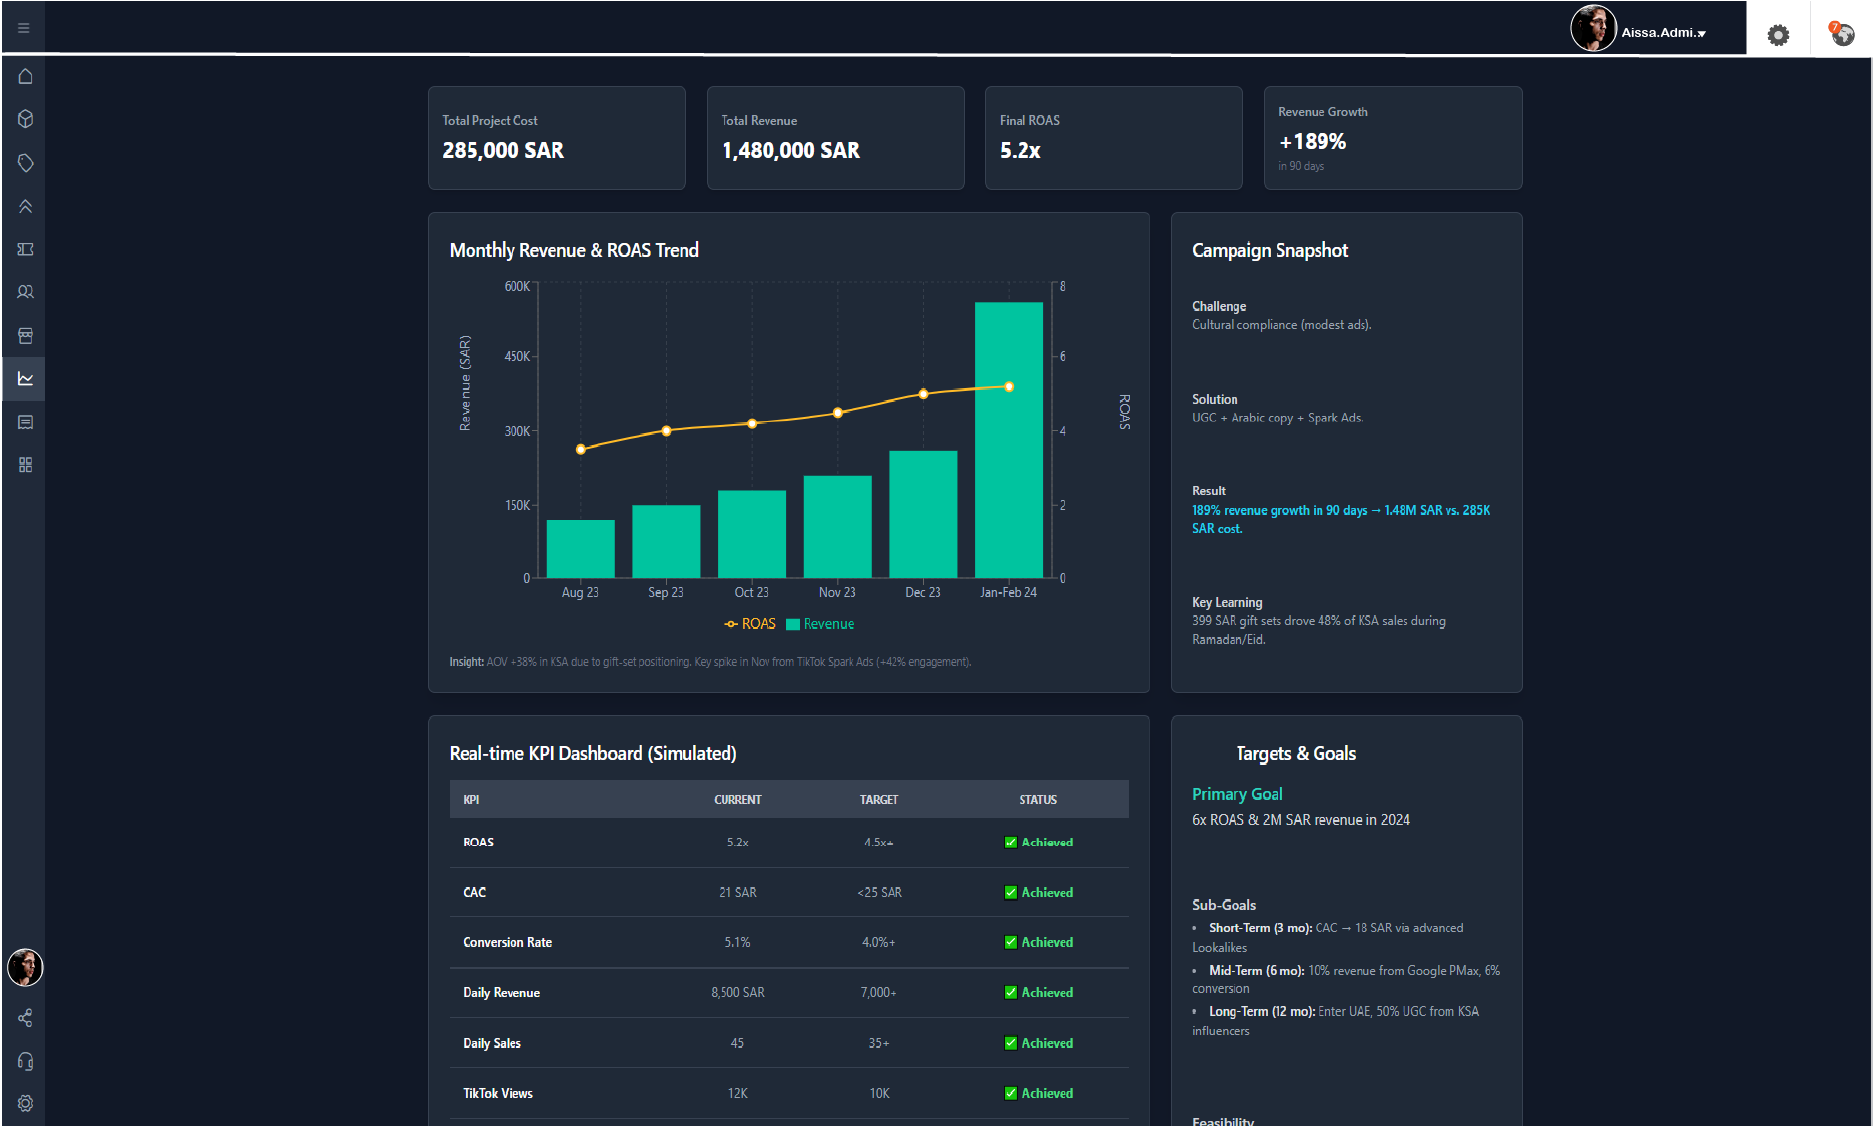 Aissa.Admi.
7
Total Project Cost
285,000 SAR
Total Revenue
1,480,000 SAR
Final ROAS
5.2x
Revenue Growth
+189%
in 90 days
Monthly Revenue & ROAS Trend
600K
450K
300K
150K
0
Revenue (SAR)
8
6
4
2
0
ROAS
Aug 23
Sep 23
Oct 23
Nov 23
Dec 23
Jan-Feb 24
ROAS
Revenue
Insight: AOV +38% in KSA due to gift-set positioning. Key spike in Nov from TikTok Spark Ads (+42% engagement).
Campaign Snapshot
Challenge
Cultural compliance (modest ads).
Solution
UGC + Arabic copy + Spark Ads.
Result
189% revenue growth in 90 days → 1.48M SAR vs. 285K
SAR cost.
Key Learning
399 SAR gift sets drove 48% of KSA sales during
Ramadan/Eid.
Real-time KPI Dashboard (Simulated)
KPI CURRENT TARGET STATUS
ROAS 5.2x 4.5x+ ✅ Achieved
CAC 21 SAR <25 SAR ✅ Achieved
Conversion Rate 5.1% 4.0%+ ✅ Achieved
Daily Revenue 8,500 SAR 7,000+ ✅ Achieved
Daily Sales 45 35+ ✅ Achieved
TikTok Views 12K 10K ✅ Achieved
Targets & Goals
Primary Goal
6x ROAS & 2M SAR revenue in 2024
Sub-Goals
• Short-Term (3 mo): CAC → 18 SAR via advanced
Lookalikes
• Mid-Term (6 mo): 10% revenue from Google PMax, 6%
conversion
• Long-Term (12 mo): Enter UAE, 50% UGC from KSA
influencers
Feasibility